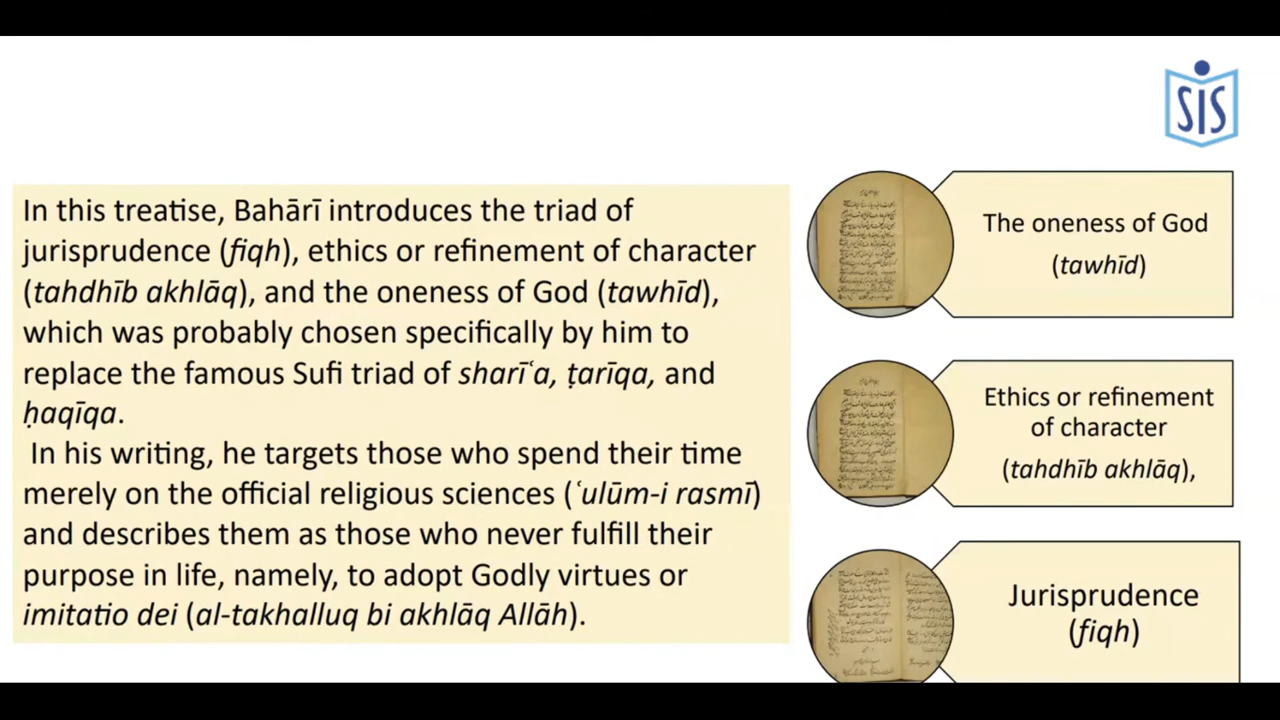 SIS
In this treatise, Bahārī introduces the triad of
jurisprudence (fiqh), ethics or refinement of character
(tahdhīb akhlāq), and the oneness of God (tawhīd),
which was probably chosen specifically by him to
replace the famous Sufi triad of sharīʿa, ṭarīqa, and
ḥaqīqa.
In his writing, he targets those who spend their time
merely on the official religious sciences (ʿulūm-i rasmī)
and describes them as those who never fulfill their
purpose in life, namely, to adopt Godly virtues or
imitatio dei (al-takhalluq bi akhlāq Allāh).
The oneness of God
(tawhīd)
Ethics or refinement
of character
(tahdhīb akhlāq),
Jurisprudence
(fiqh)